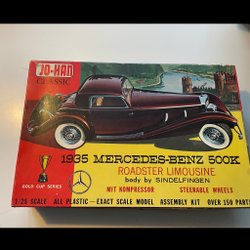 JO-HAN
CLASSIC
1935 MERCEDES-BENZ 500K
ROADSTER LIMOUSINE
body by SINDELFINGEN
MIT KOMPRESSOR STEERABLE WHEELS
GOLD CUP SERIES
1:25 SCALE ALL PLASTIC—EXACT SCALE MODEL ASSEMBLY KIT OVER 150 PARTS